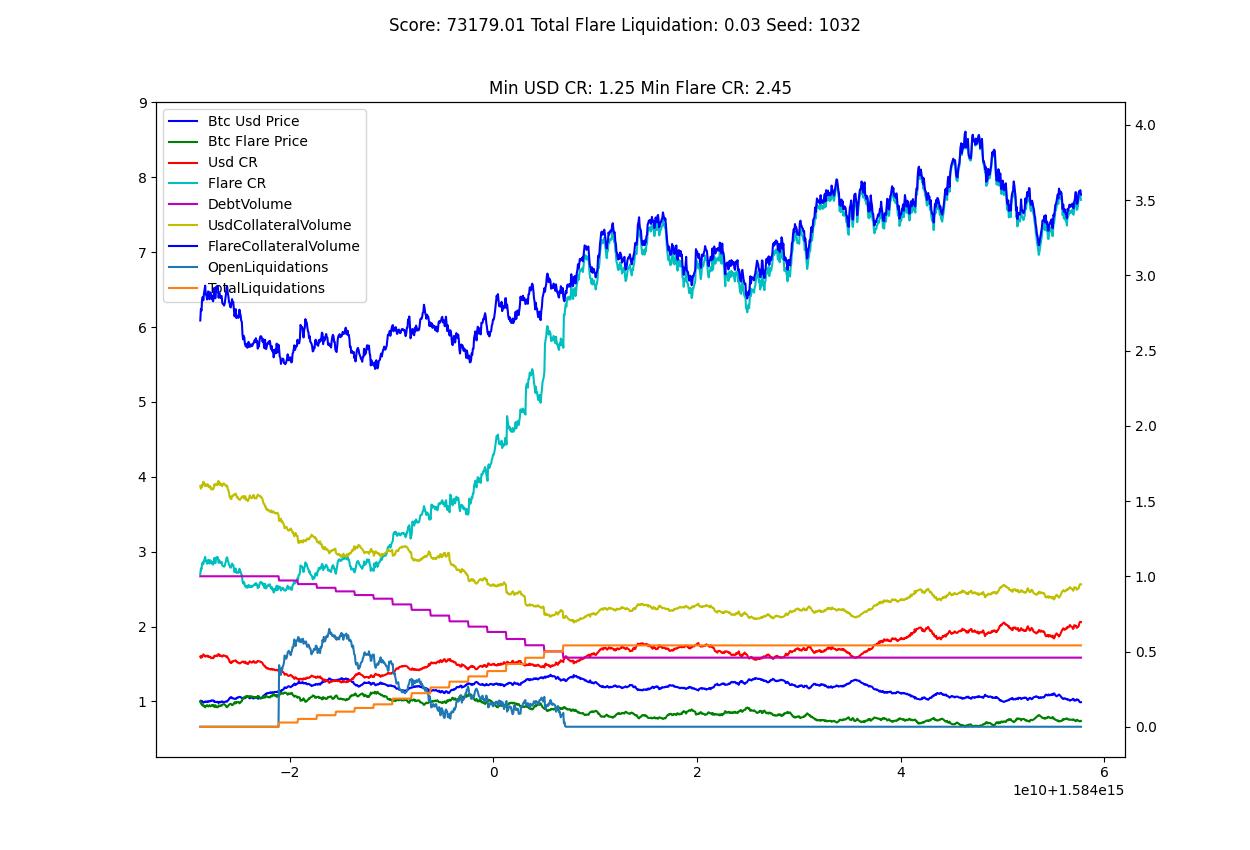 Score: 73179.01 Total Flare Liquidation: 0.03 Seed: 1032
Min USD CR: 1.25 Min Flare CR: 2.45
Btc Usd Price
Btc Flare Price
Usd CR
Flare CR
DebtVolume
UsdCollateralVolume
FlareCollateralVolume
OpenLiquidations
TotalLiquidations
9
8
7
6
5
4
3
2
1
4.0
3.5
3.0
2.5
2.0
1.5
1.0
0.5
0.0
−2 0 2 4 6
1e10+1.584e15